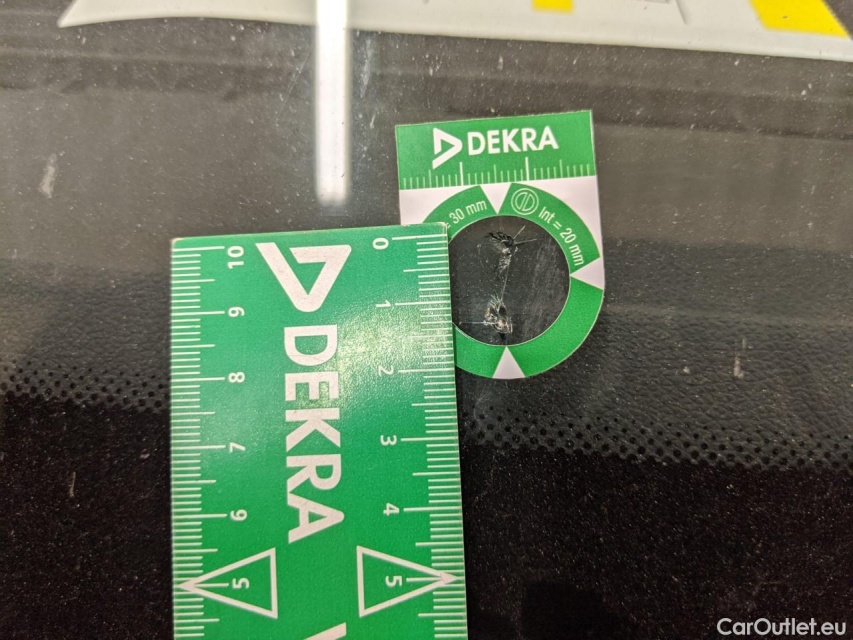 DEKRA
30 mm
Int = 20 mm
10 0
9 1
DEKRA
8 2
7 3
6 4
5 5
CarOutlet.eu